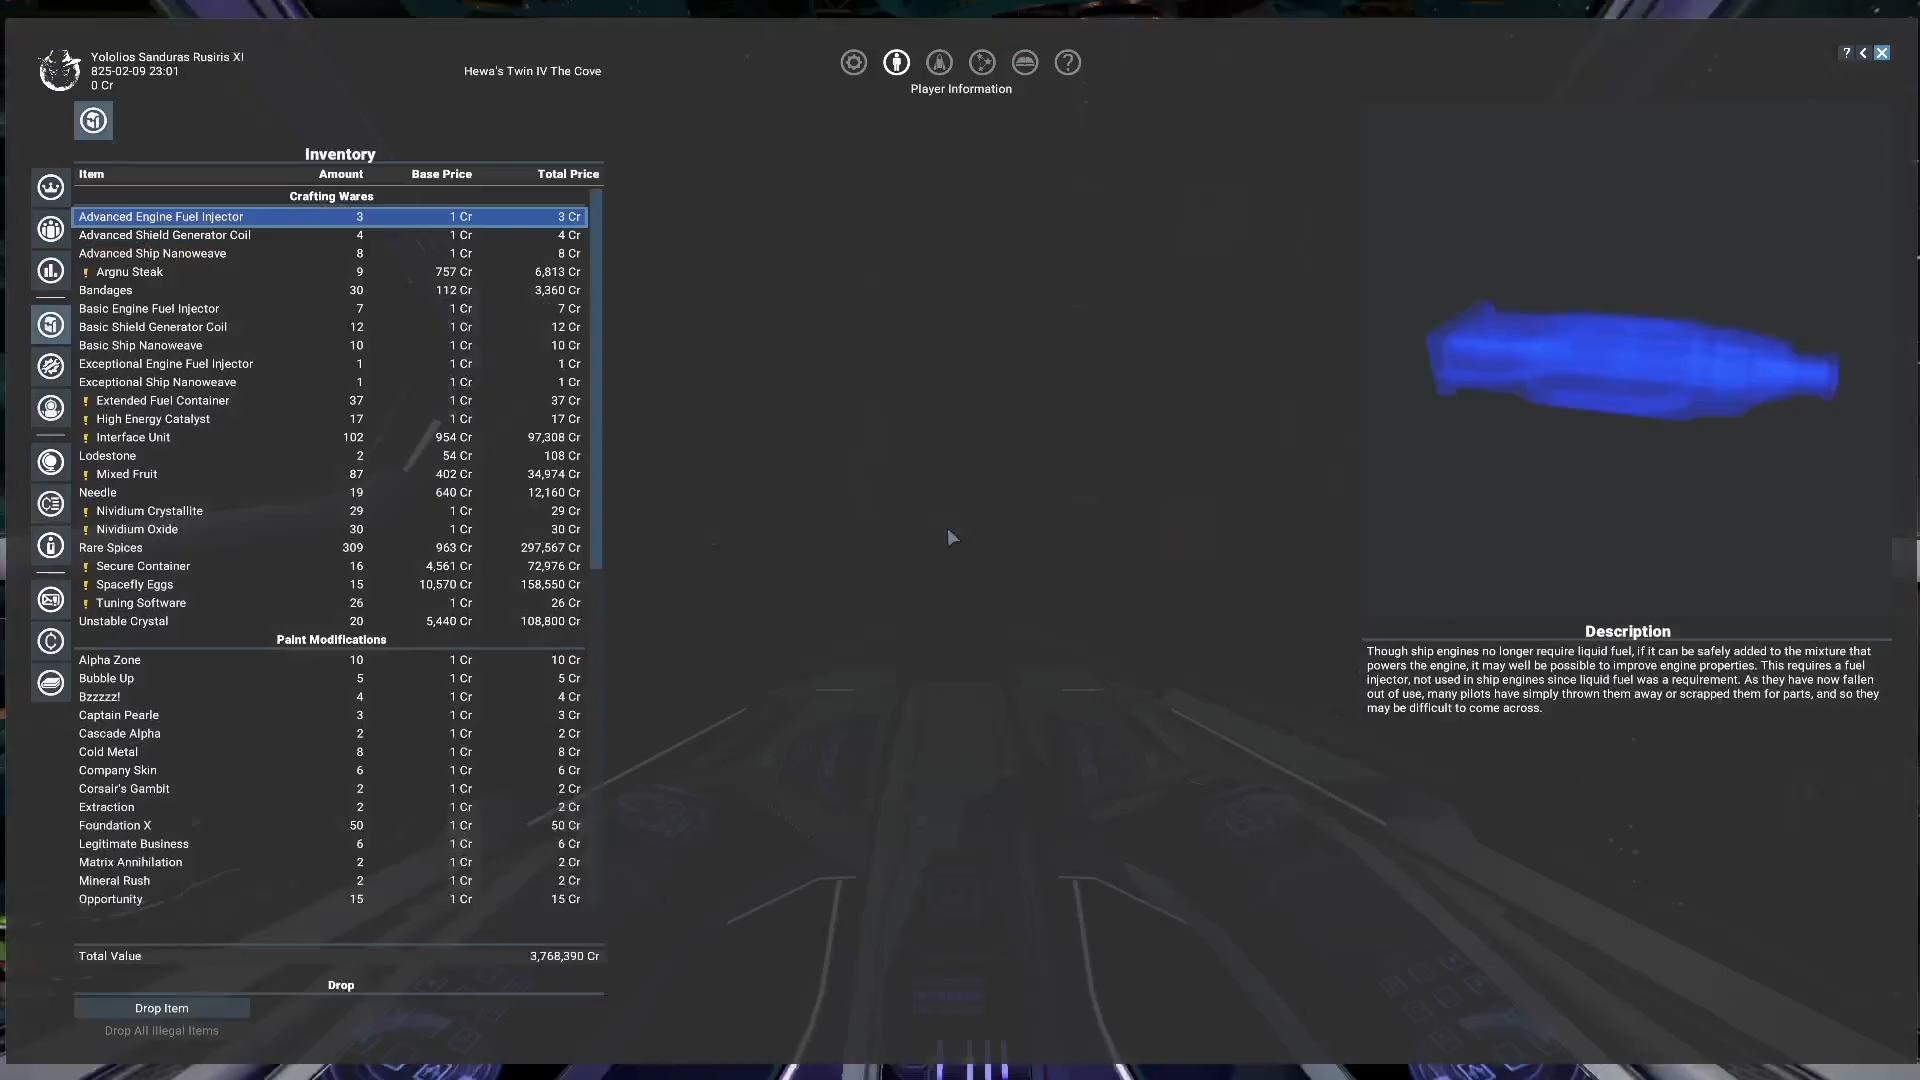 Yololios Sanduras Rusiris XI
825-02-09 23:01
0 Cr
Hewa's Twin IV The Cove
Player Information
? <
Inventory
Item Amount Base Price Total Price
Crafting Wares
Advanced Engine Fuel Injector 3 1 Cr 3 Cr
Advanced Shield Generator Coil 4 1 Cr 4 Cr
Advanced Ship Nanoweave 8 1 Cr 8 Cr
! Argnu Steak 9 757 Cr 6,813 Cr
Bandages 30 112 Cr 3,360 Cr
Basic Engine Fuel Injector 7 1 Cr 7 Cr
Basic Shield Generator Coil 12 1 Cr 12 Cr
Basic Ship Nanoweave 10 1 Cr 10 Cr
Exceptional Engine Fuel Injector 1 1 Cr 1 Cr
Exceptional Ship Nanoweave 1 1 Cr 1 Cr
! Extended Fuel Container 37 1 Cr 37 Cr
! High Energy Catalyst 17 1 Cr 17 Cr
! Interface Unit 102 954 Cr 97,308 Cr
Lodestone 2 54 Cr 108 Cr
! Mixed Fruit 87 402 Cr 34,974 Cr
Needle 19 640 Cr 12,160 Cr
! Nividium Crystallite 29 1 Cr 29 Cr
! Nividium Oxide 30 1 Cr 30 Cr
Rare Spices 309 963 Cr 297,567 Cr
! Secure Container 16 4,561 Cr 72,976 Cr
! Spacefly Eggs 15 10,570 Cr 158,550 Cr
! Tuning Software 26 1 Cr 26 Cr
Unstable Crystal 20 5,440 Cr 108,800 Cr
Paint Modifications
Alpha Zone 10 1 Cr 10 Cr
Bubble Up 5 1 Cr 5 Cr
Bzzzzz! 4 1 Cr 4 Cr
Captain Pearle 3 1 Cr 3 Cr
Cascade Alpha 2 1 Cr 2 Cr
Cold Metal 8 1 Cr 8 Cr
Company Skin 6 1 Cr 6 Cr
Corsair's Gambit 2 1 Cr 2 Cr
Extraction 2 1 Cr 2 Cr
Foundation X 50 1 Cr 50 Cr
Legitimate Business 6 1 Cr 6 Cr
Matrix Annihilation 2 1 Cr 2 Cr
Mineral Rush 2 1 Cr 2 Cr
Opportunity 15 1 Cr 15 Cr
Total Value 3,768,390 Cr
Drop
Drop Item
Drop All Illegal Items
Description
Though ship engines no longer require liquid fuel, if it can be safely added to the mixture that
powers the engine, it may well be possible to improve engine properties. This requires a fuel
injector, not used in ship engines since liquid fuel was a requirement. As they have now fallen
out of use, many pilots have simply thrown them away or scrapped them for parts, and so they
may be difficult to come across.